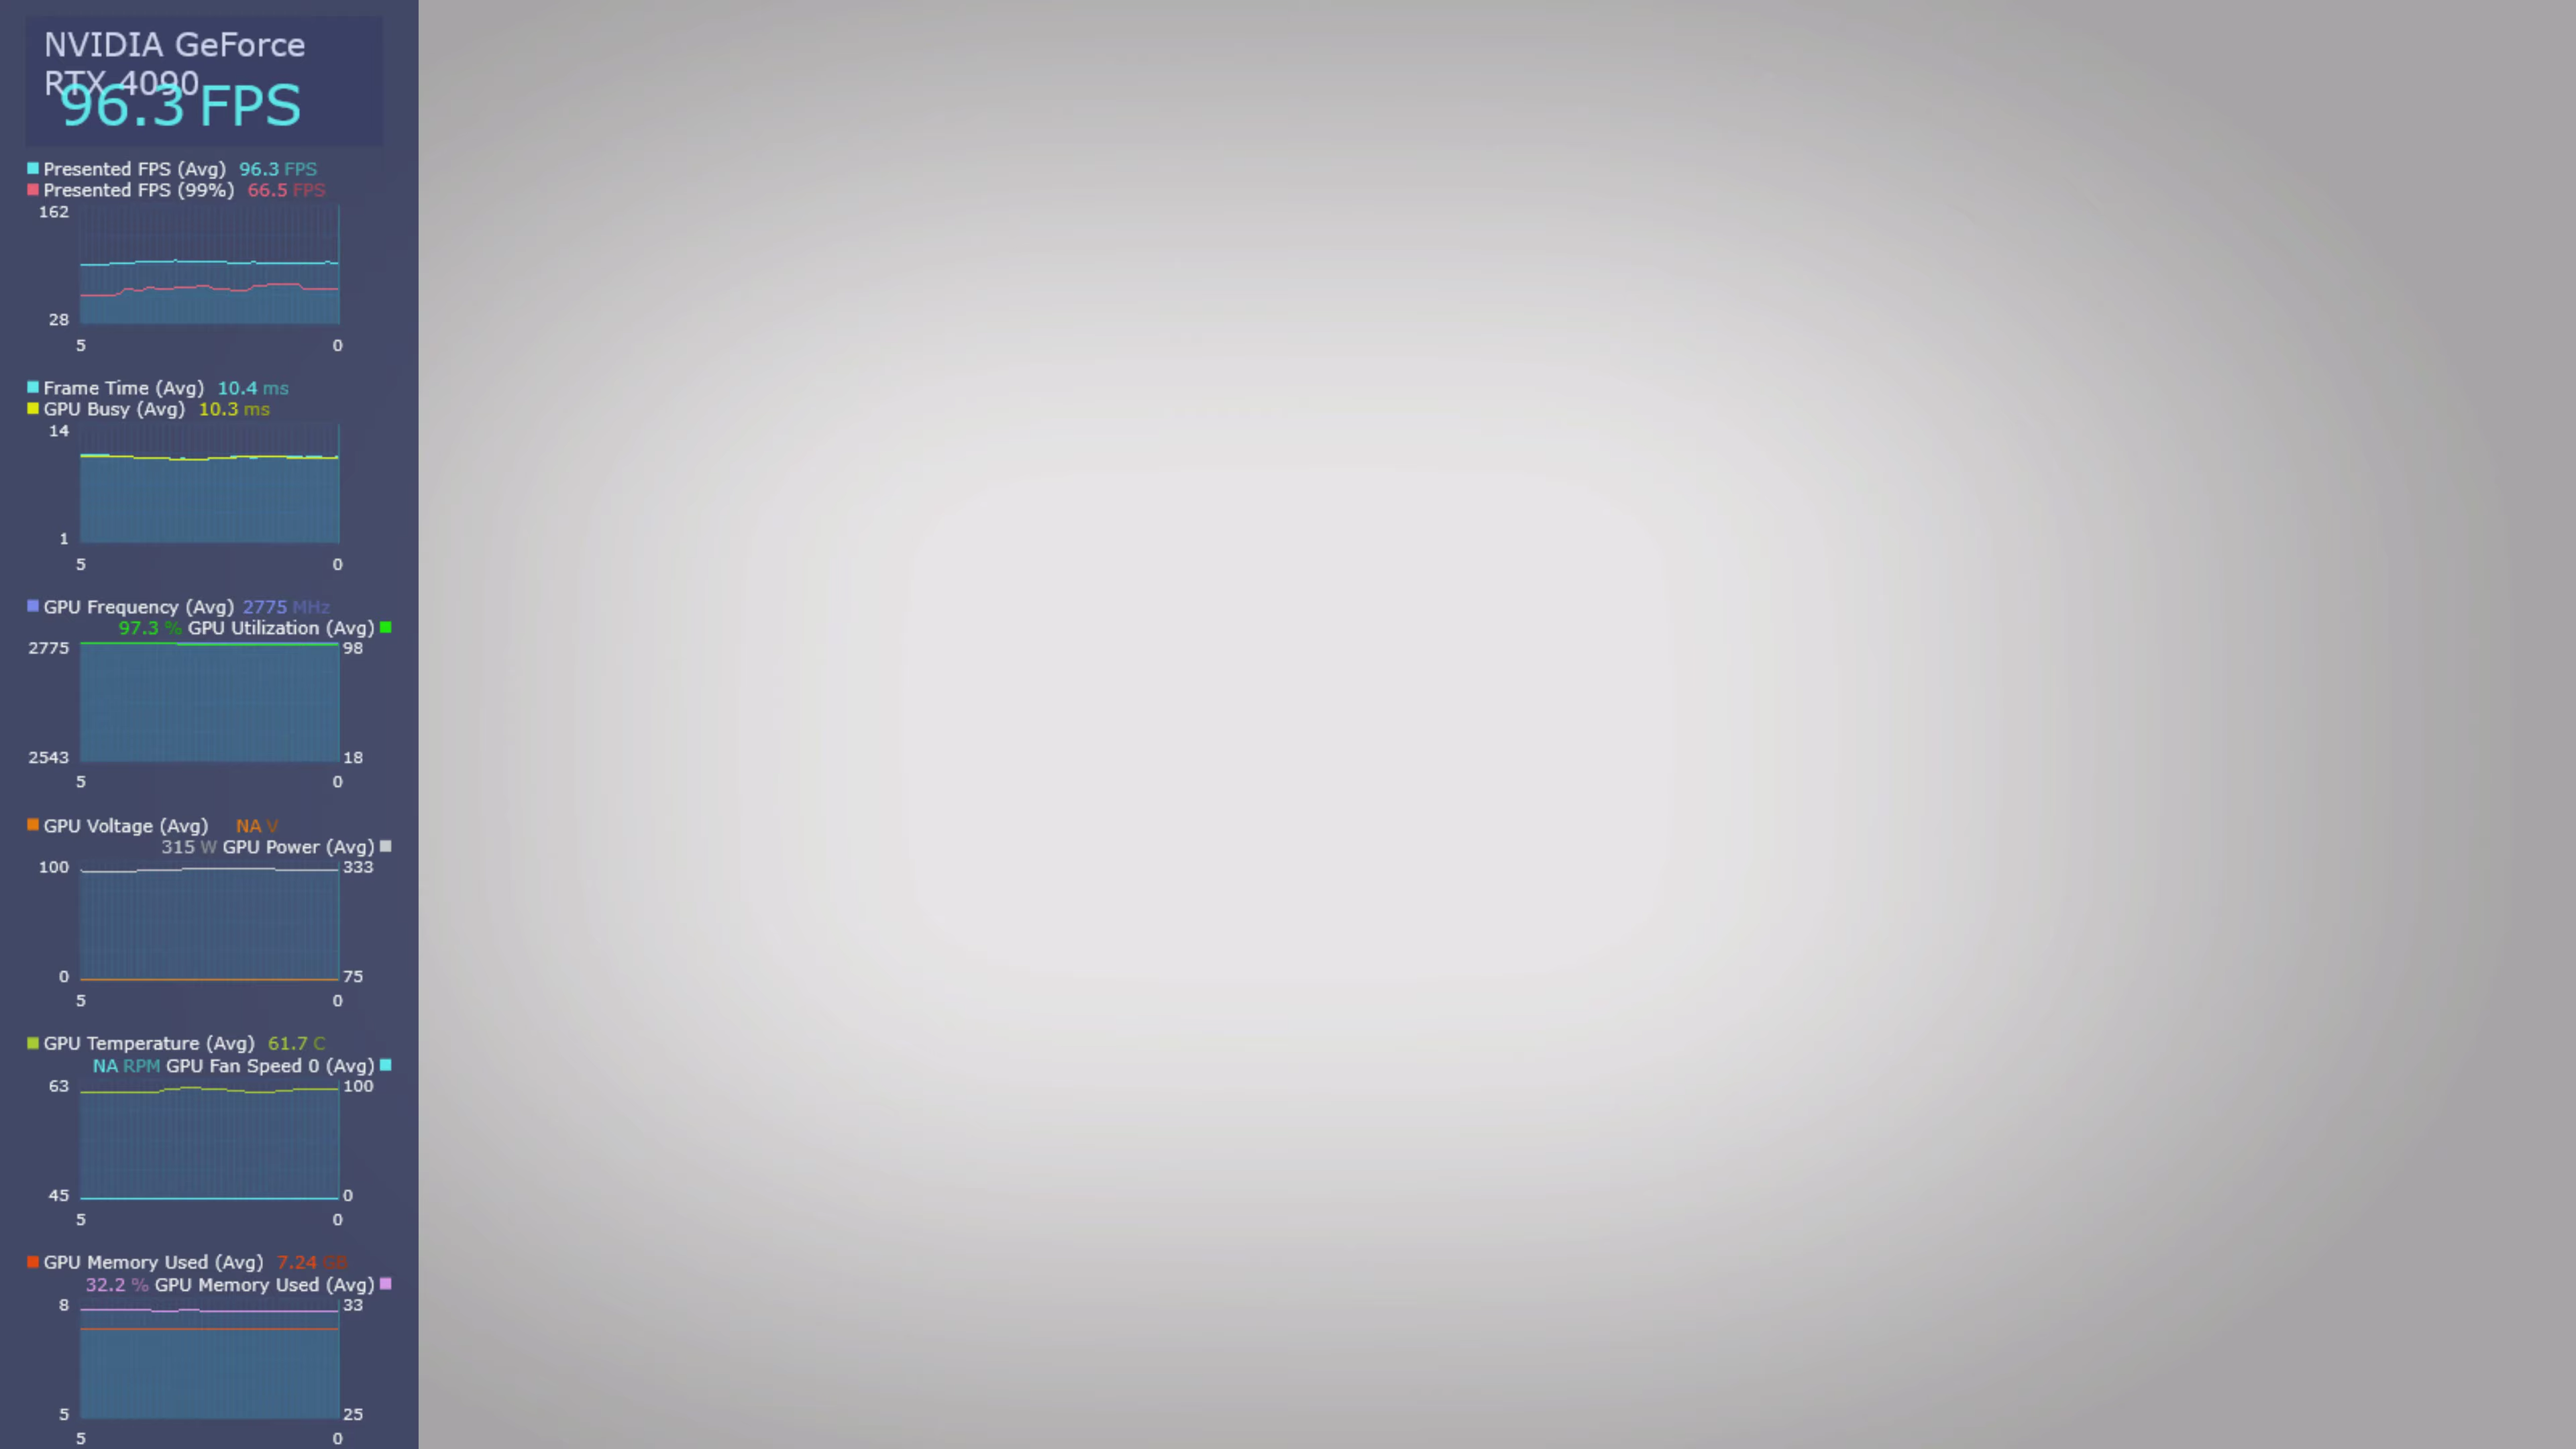 NVIDIA GeForce
RTX 4090
96.3 FPS
Presented FPS (Avg) 96.3 FPS
Presented FPS (99%) 66.5 FPS
162
28
5 0
Frame Time (Avg) 10.4 ms
GPU Busy (Avg) 10.3 ms
14
1
5 0
GPU Frequency (Avg) 2775 MHz
97.3 % GPU Utilization (Avg)
2775 98
2543 18
5 0
GPU Voltage (Avg) NA V
315 W GPU Power (Avg)
100 333
0 75
5 0
GPU Temperature (Avg) 61.7 C
NA RPM GPU Fan Speed 0 (Avg)
63 100
45 0
5 0
GPU Memory Used (Avg) 7.24 GB
32.2 % GPU Memory Used (Avg)
8 33
5 25
5 0